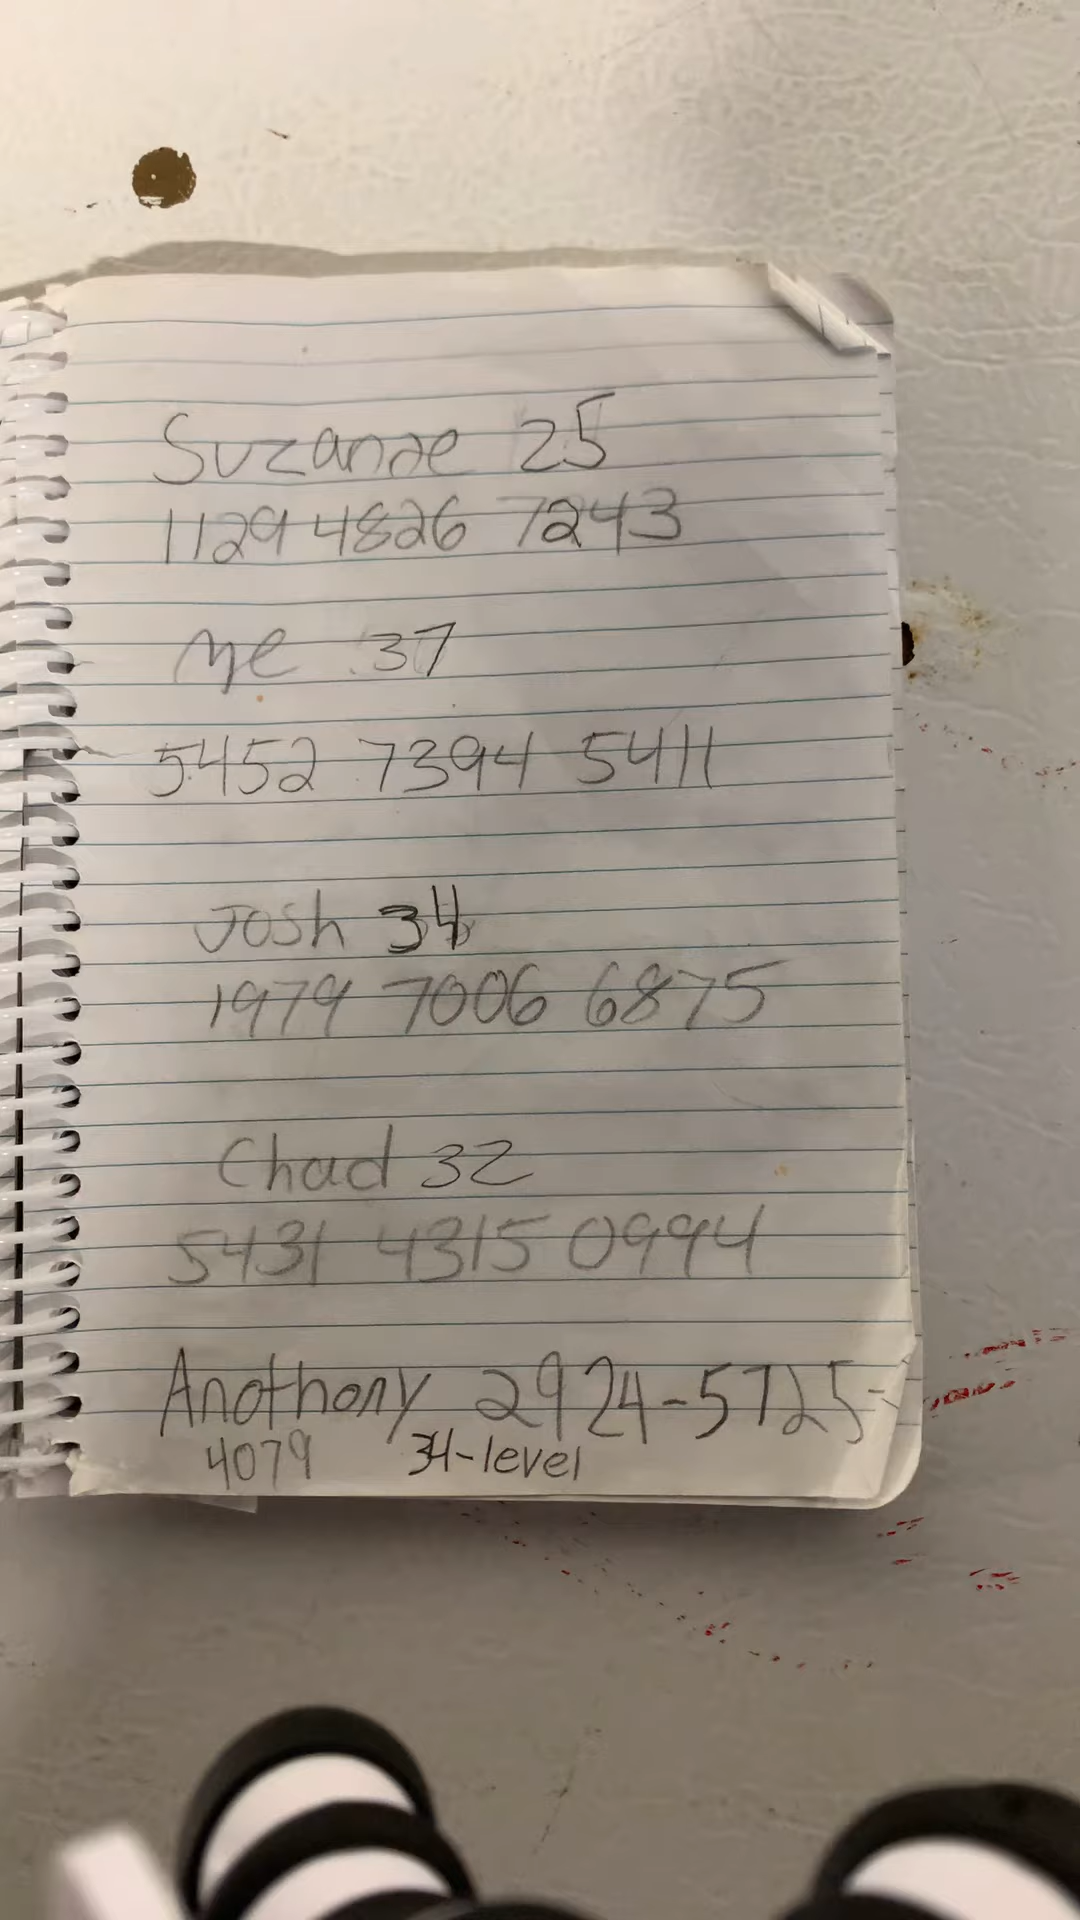 Suzanne 25
1129 4826 7243
Me 37
5452 7394 5411
Josh 34
1979 7006 6875
Chad 32
5431 4315 0994
Anothony 2924-5725-
4079 34-level